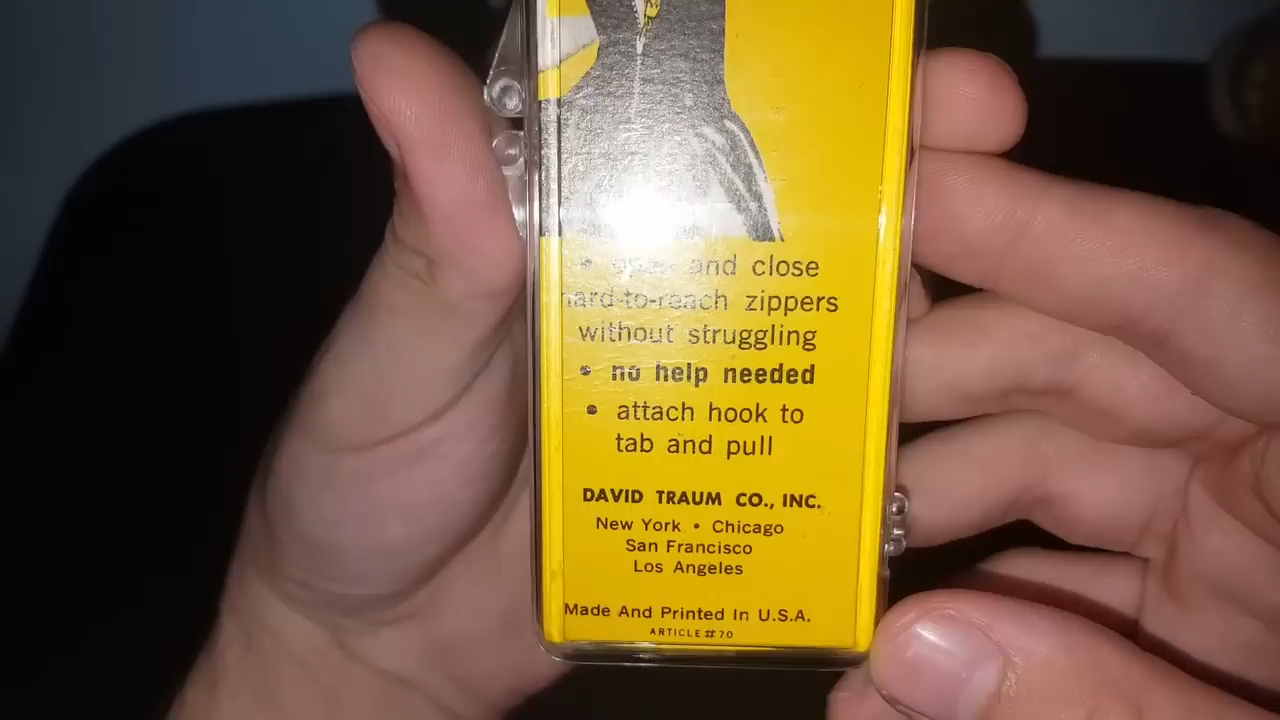 • open and close
hard-to-reach zippers
without struggling
• no help needed
• attach hook to
tab and pull
DAVID TRAUM CO., INC.
New York • Chicago
San Francisco
Los Angeles
Made And Printed In U.S.A.
ARTICLE #70